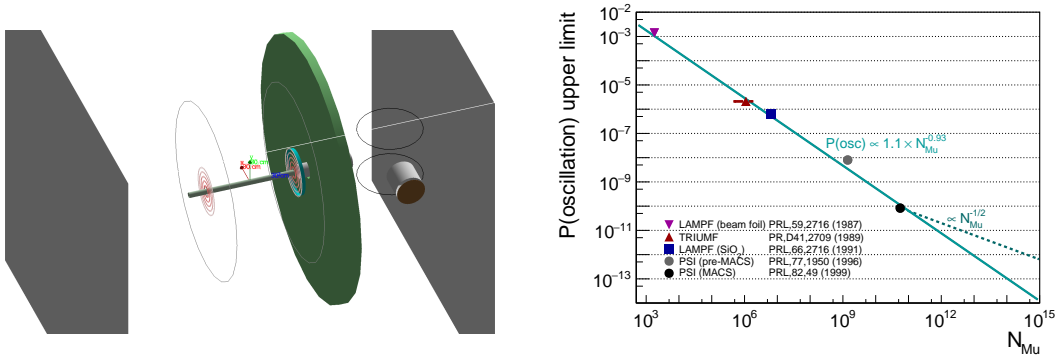 P(oscillation) upper limit
10⁻²
10⁻³
10⁻⁵
10⁻⁷
10⁻⁹
10⁻¹¹
10⁻¹³
P(osc) ∝ 1.1 × N_Mu^-0.93
∝ N_Mu^-1/2
LAMPF (beam foil) PRL,59,2716 (1987)
TRIUMF PR,D41,2709 (1989)
LAMPF (SiO₂) PRL,66,2716 (1991)
PSI (pre-MACS) PRL,77,1950 (1996)
PSI (MACS) PRL,82,49 (1999)
10³ 10⁶ 10⁹ 10¹² 10¹⁵
N_Mu